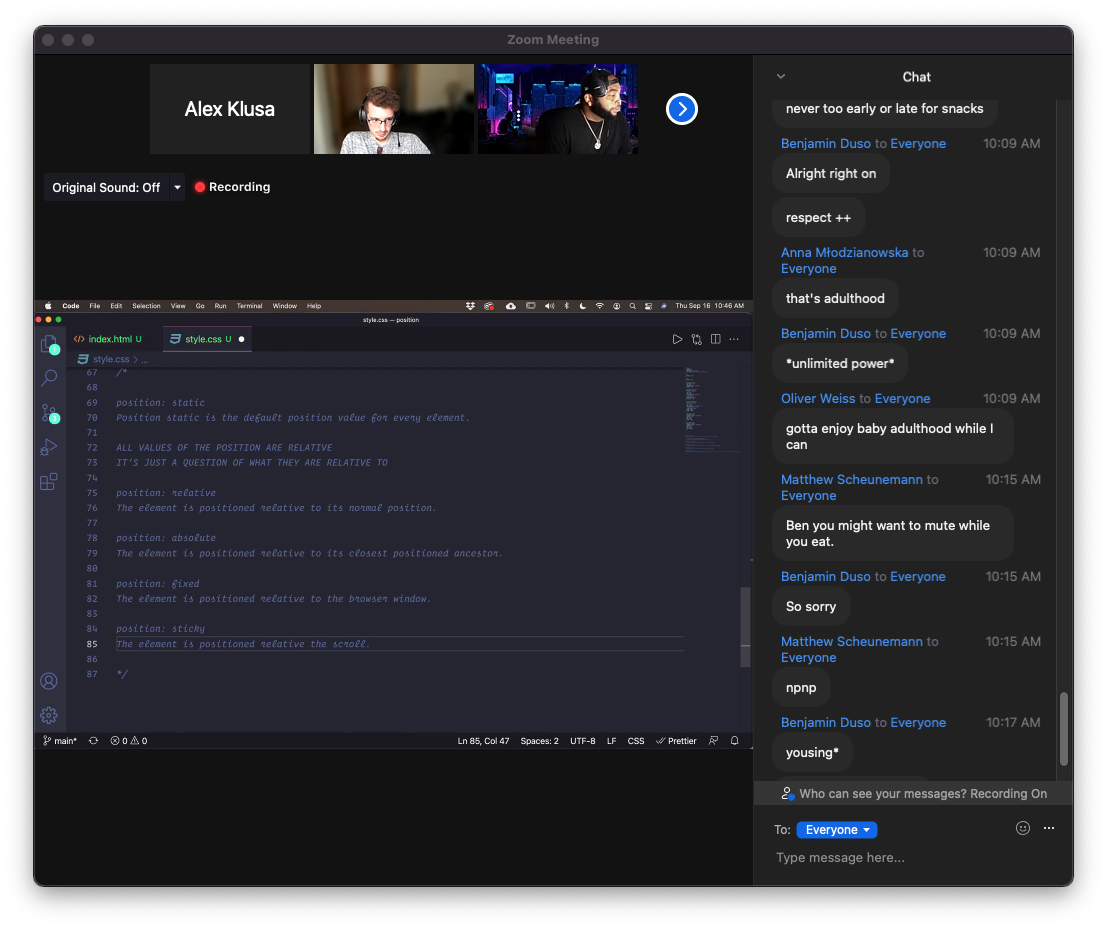 Zoom Meeting
Alex Klusa
Original Sound: Off
Recording
Code File Edit Selection View Go Run Terminal Window Help
Thu Sep 16 10:46 AM
style.css — position
index.html U
style.css U
style.css > ...
67 /*
68
69 position: static
70 Position static is the default position value for every element.
71
72 ALL VALUES OF THE POSITION ARE RELATIVE
73 IT'S JUST A QUESTION OF WHAT THEY ARE RELATIVE TO
74
75 position: relative
76 The element is positioned relative to its normal position.
77
78 position: absolute
79 The element is positioned relative to its closest positioned ancestor.
80
81 position: fixed
82 The element is positioned relative to the browser window.
83
84 position: sticky
85 The element is positioned relative the scroll.
86
87 */
1
3
main* 0 0 Ln 85, Col 47 Spaces: 2 UTF-8 LF CSS Prettier
Chat
never too early or late for snacks
Benjamin Duso to Everyone 10:09 AM
Alright right on
respect ++
Anna Młodzianowska to
Everyone 10:09 AM
that's adulthood
Benjamin Duso to Everyone 10:09 AM
*unlimited power*
Oliver Weiss to Everyone 10:09 AM
gotta enjoy baby adulthood while I
can
Matthew Scheunemann to
Everyone 10:15 AM
Ben you might want to mute while
you eat.
Benjamin Duso to Everyone 10:15 AM
So sorry
Matthew Scheunemann to
Everyone 10:15 AM
npnp
Benjamin Duso to Everyone 10:17 AM
yousing*
Who can see your messages? Recording On
To: Everyone
Type message here...